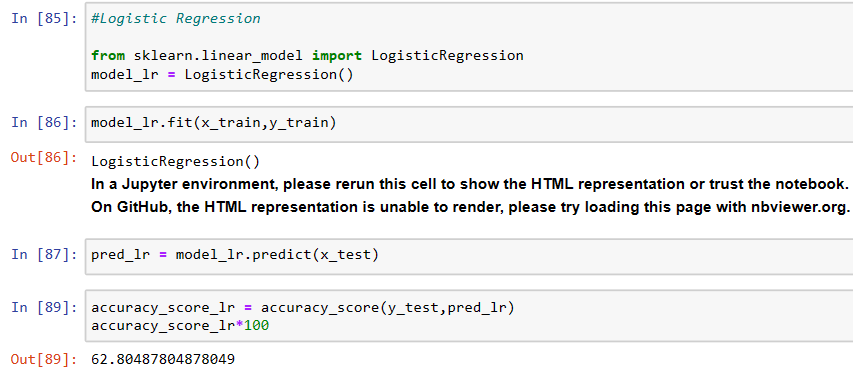 In [85]: #Logistic Regression
from sklearn.linear_model import LogisticRegression
model_lr = LogisticRegression()
In [86]: model_lr.fit(x_train,y_train)
Out[86]: LogisticRegression()
In a Jupyter environment, please rerun this cell to show the HTML representation or trust the notebook.
On GitHub, the HTML representation is unable to render, please try loading this page with nbviewer.org.
In [87]: pred_lr = model_lr.predict(x_test)
In [89]: accuracy_score_lr = accuracy_score(y_test,pred_lr)
accuracy_score_lr*100
Out[89]: 62.80487804878049